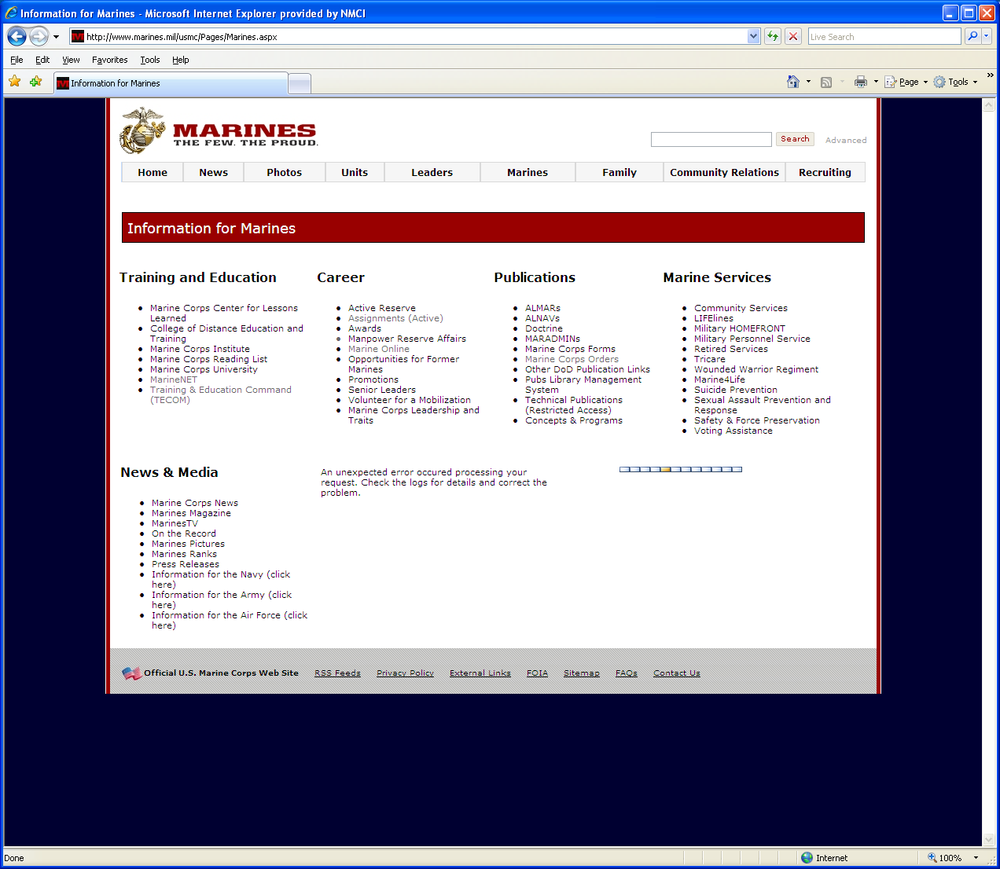 Information for Marines - Microsoft Internet Explorer provided by NMCI
http://www.marines.mil/usmc/Pages/Marines.aspx
Live Search
File Edit View Favorites Tools Help
Information for Marines
Page Tools
MARINES
THE FEW. THE PROUD.
Search Advanced
Home News Photos Units Leaders Marines Family Community Relations Recruiting
Information for Marines
Training and Education
Marine Corps Center for Lessons
Learned
College of Distance Education and
Training
Marine Corps Institute
Marine Corps Reading List
Marine Corps University
MarineNET
Training & Education Command
(TECOM)
Career
Active Reserve
Assignments (Active)
Awards
Manpower Reserve Affairs
Marine Online
Opportunities for Former
Marines
Promotions
Senior Leaders
Volunteer for a Mobilization
Marine Corps Leadership and
Traits
Publications
ALMARs
ALNAVs
Doctrine
MARADMINs
Marine Corps Forms
Marine Corps Orders
Other DoD Publication Links
Pubs Library Management
System
Technical Publications
(Restricted Access)
Concepts & Programs
Marine Services
Community Services
LIFElines
Military HOMEFRONT
Military Personnel Service
Retired Services
Tricare
Wounded Warrior Regiment
Marine4Life
Suicide Prevention
Sexual Assault Prevention and
Response
Safety & Force Preservation
Voting Assistance
News & Media
Marine Corps News
Marines Magazine
MarinesTV
On the Record
Marines Pictures
Marines Ranks
Press Releases
Information for the Navy (click
here)
Information for the Army (click
here)
Information for the Air Force (click
here)
An unexpected error occured processing your
request. Check the logs for details and correct the
problem.
Official U.S. Marine Corps Web Site RSS Feeds Privacy Policy External Links FOIA Sitemap FAQs Contact Us
Done Internet 100%